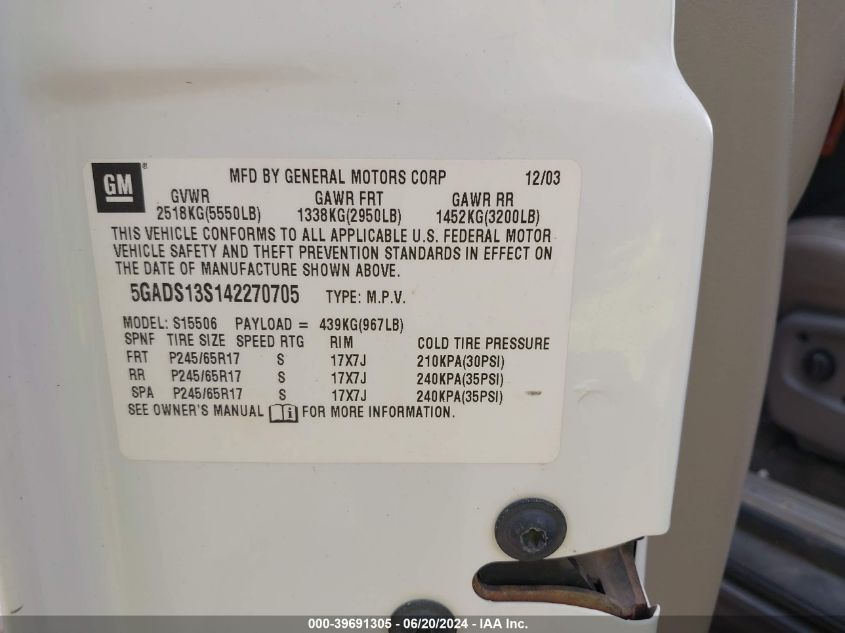 GM ®
MFD BY GENERAL MOTORS CORP 12/03
GVWR GAWR FRT GAWR RR
2518KG(5550LB) 1338KG(2950LB) 1452KG(3200LB)
THIS VEHICLE CONFORMS TO ALL APPLICABLE U.S. FEDERAL MOTOR
VEHICLE SAFETY AND THEFT PREVENTION STANDARDS IN EFFECT ON
THE DATE OF MANUFACTURE SHOWN ABOVE.
5GADS13S142270705 TYPE: M.P.V.
MODEL: S15506 PAYLOAD = 439KG(967LB)
SPNF TIRE SIZE SPEED RTG RIM COLD TIRE PRESSURE
FRT P245/65R17 S 17X7J 210KPA(30PSI)
RR P245/65R17 S 17X7J 240KPA(35PSI)
SPA P245/65R17 S 17X7J 240KPA(35PSI)
SEE OWNER'S MANUAL i FOR MORE INFORMATION.
000-39691305 - 06/20/2024 - IAA Inc.